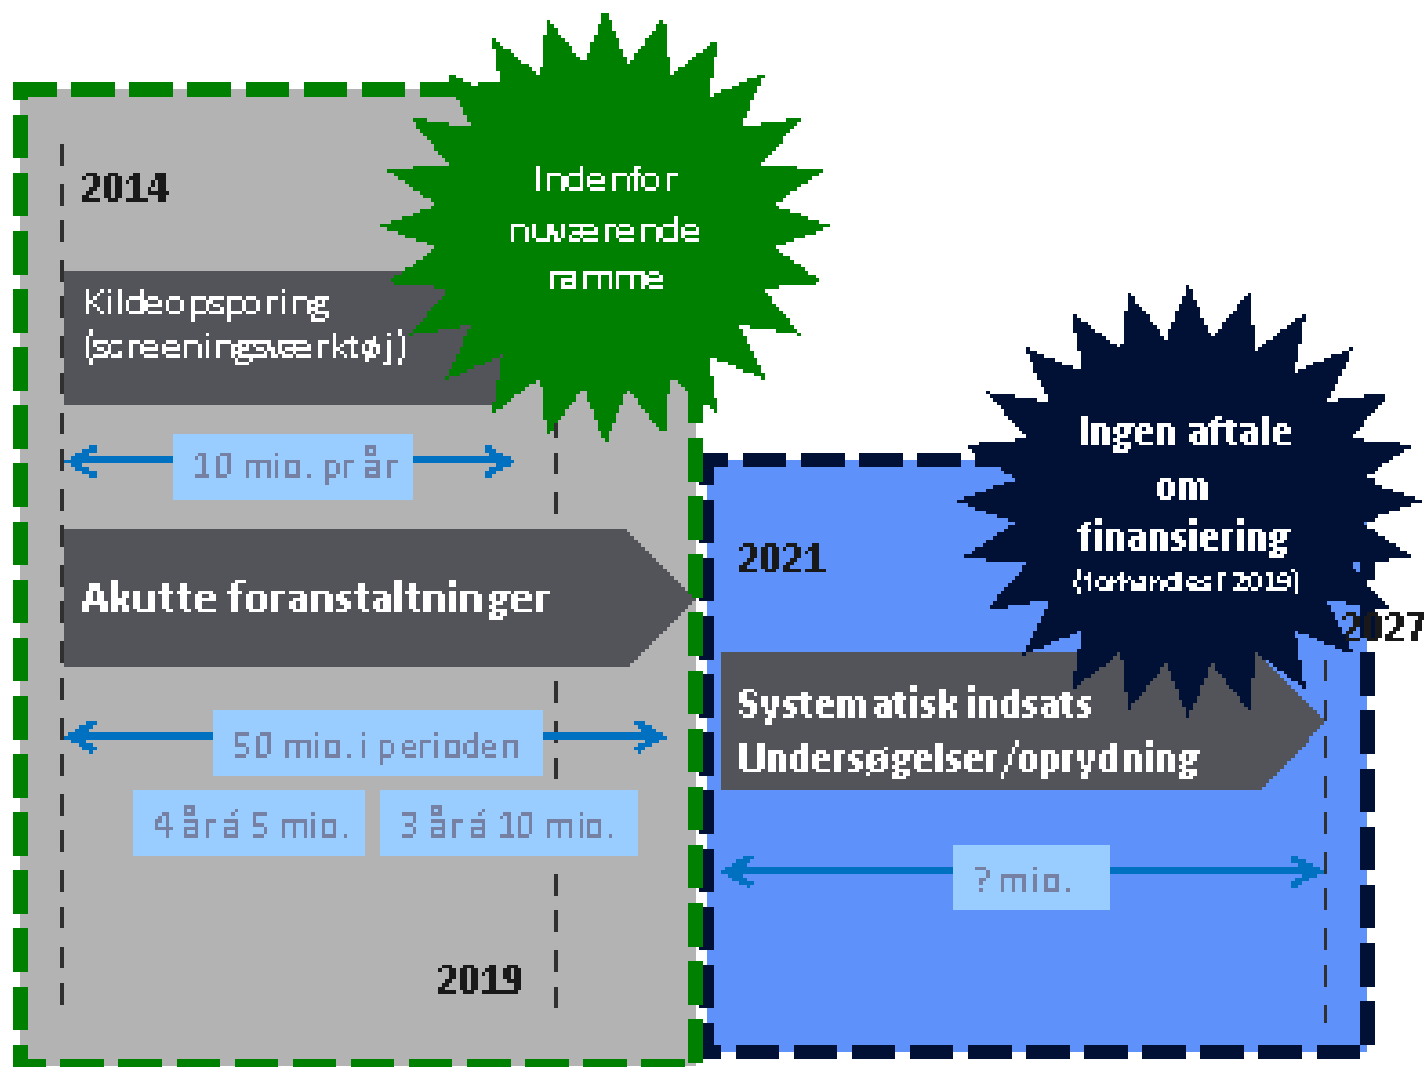 2014
Indenfor
nuværende
ramme
Kildeopsporing
(screeningsværktøj)
10 mio. pr år
Akutte foranstaltninger
50 mio. i perioden
4 år á 5 mio.
3 år á 10 mio.
2019
Ingen aftale
om
finansiering
(forhandles i 2019)
2021
2027
Systematisk indsats
Undersøgelser/oprydning
? mio.